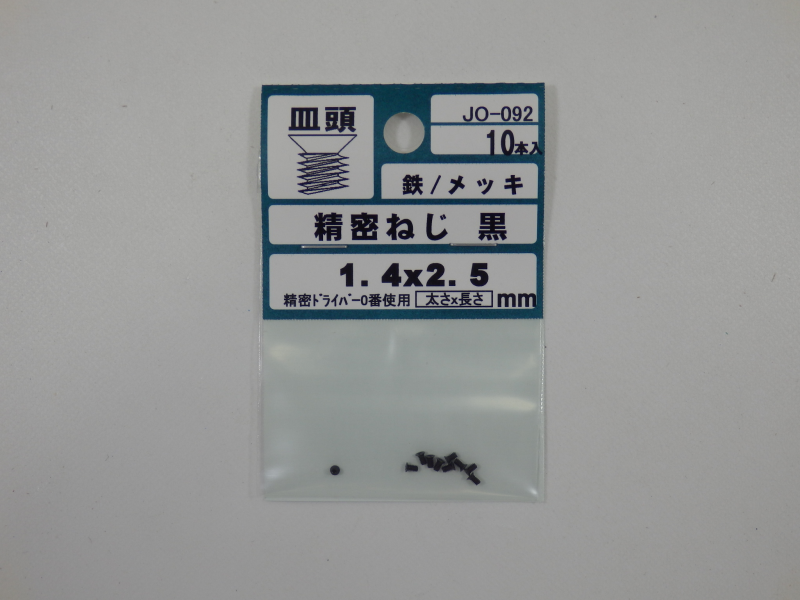 皿頭
JO-092
10本入
鉄/メッキ
精密ねじ 黒
1.4x2.5
精密ﾄﾞﾗｲﾊﾞｰ0番使用 太さx長さ mm